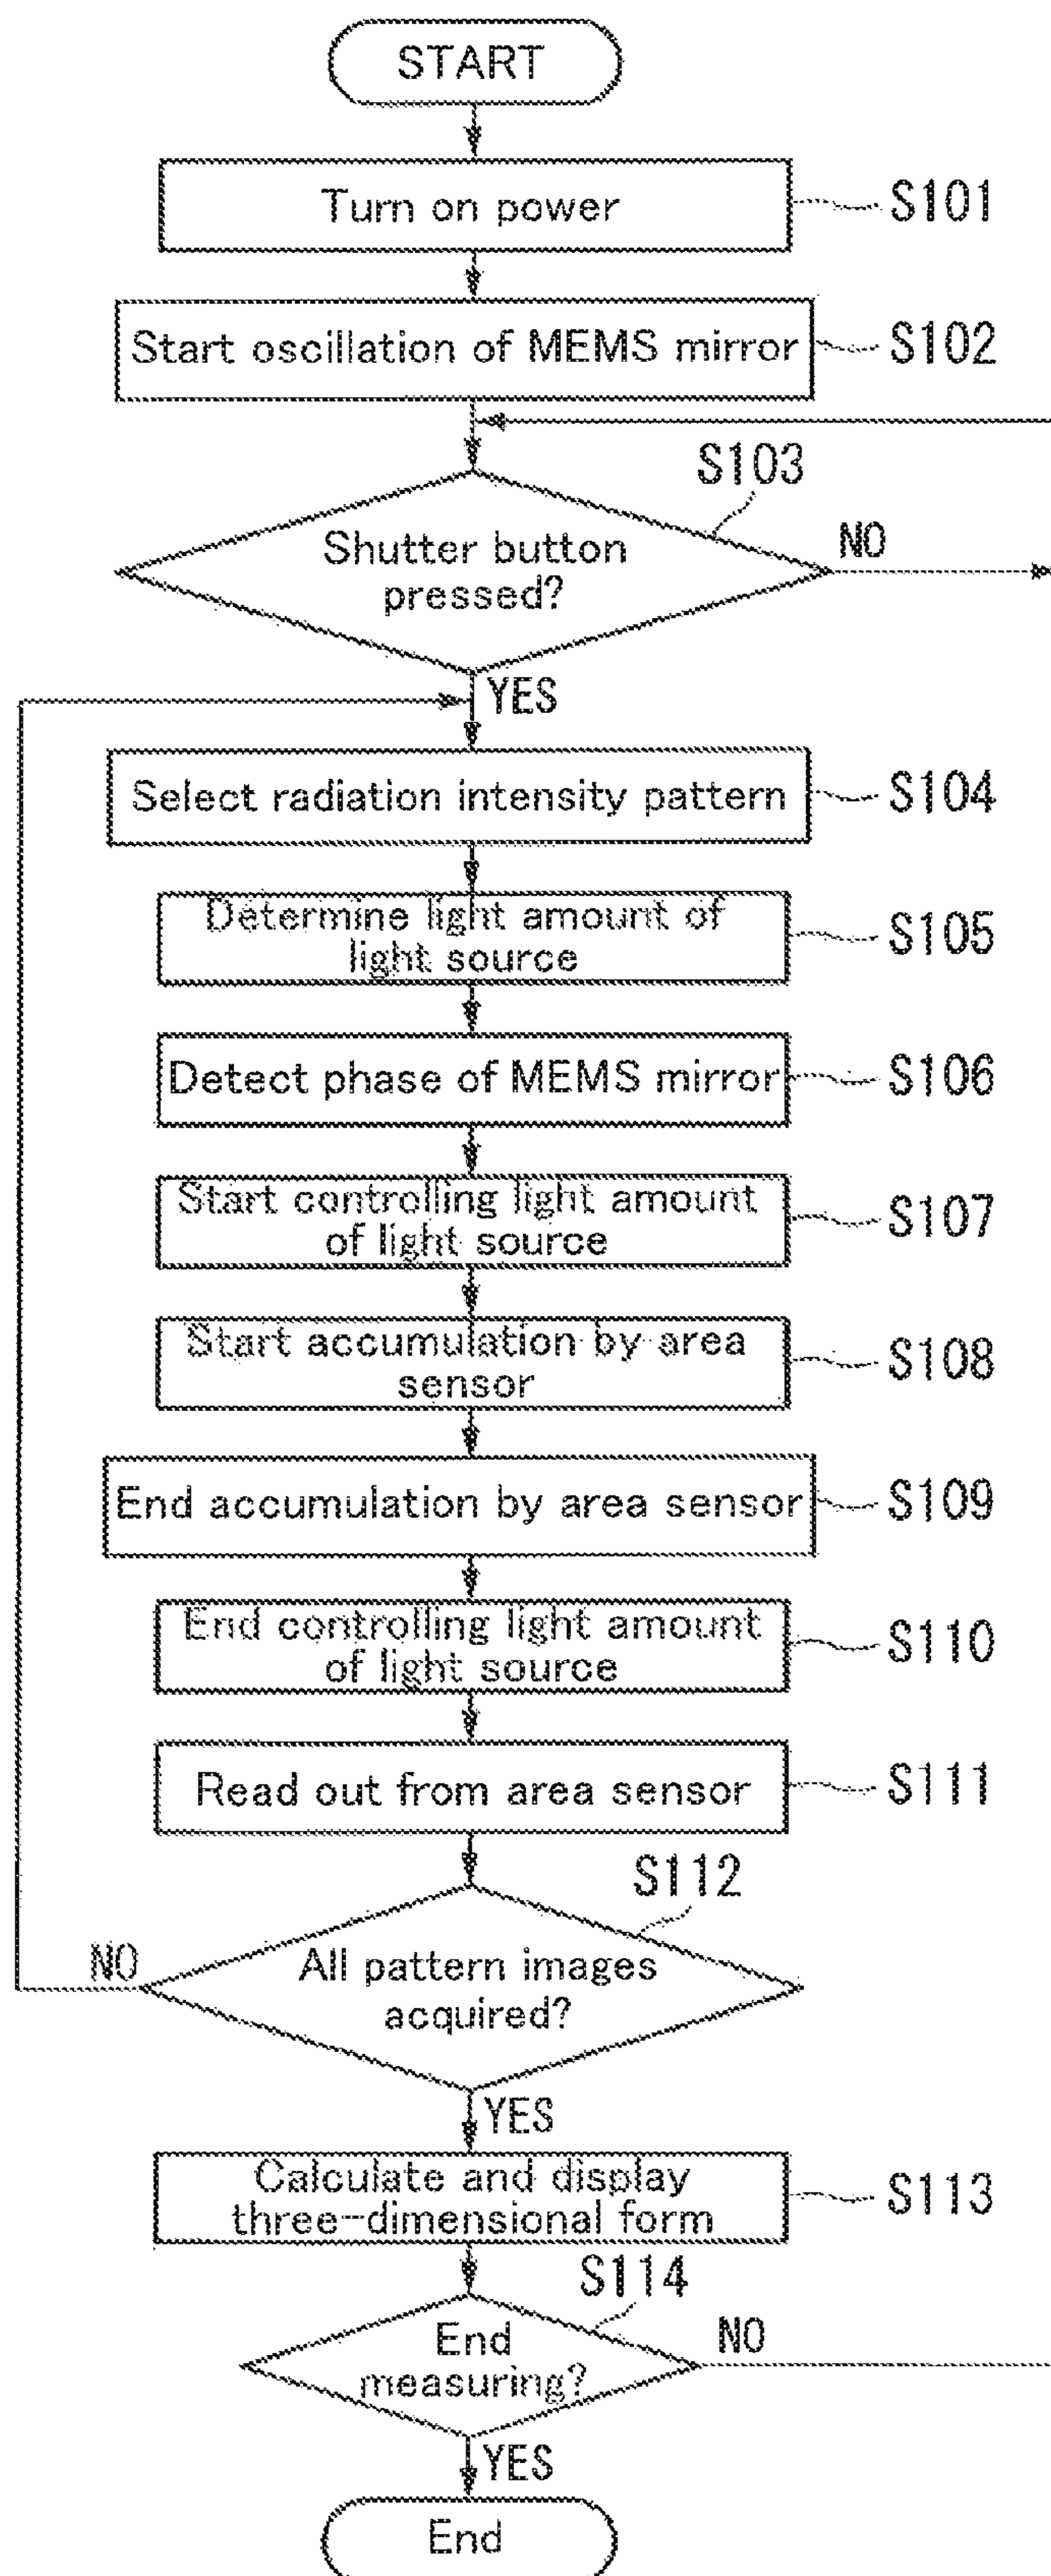 START
Turn on power
S101
Start oscillation of MEMS mirror
S102
S103
Shutter button
pressed?
NO
YES
Select radiation intensity pattern
S104
Determine light amount of
light source
S105
Detect phase of MEMS mirror
S106
Start controlling light amount
of light source
S107
Start accumulation by area
sensor
S108
End accumulation by area sensor
S109
End controlling light amount
of light source
S110
Read out from area sensor
S111
S112
All pattern images
acquired?
NO
YES
Calculate and display
three-dimensional form
S113
S114
End
measuring?
NO
YES
End